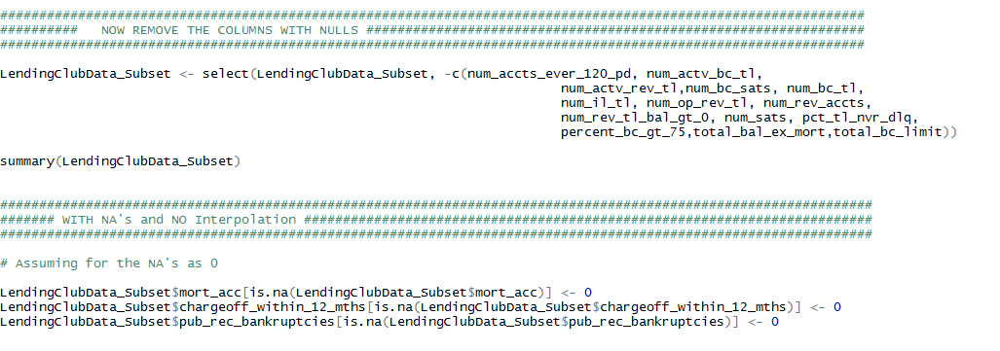 ###############################################################################################################
########## NOW REMOVE THE COLUMNS WITH NULLS ################################################################
###############################################################################################################
LendingClubData_Subset <- select(LendingClubData_Subset, -c(num_accts_ever_120_pd, num_actv_bc_tl,
num_actv_rev_tl,num_bc_sats, num_bc_tl,
num_il_tl, num_op_rev_tl, num_rev_accts,
num_rev_tl_bal_gt_0, num_sats, pct_tl_nvr_dlq,
percent_bc_gt_75,total_bal_ex_mort,total_bc_limit))
summary(LendingClubData_Subset)
################################################################################################################
####### WITH NA's and NO Interpolation #########################################################################
################################################################################################################
# Assuming for the NA's as 0
LendingClubData_Subset$mort_acc[is.na(LendingClubData_Subset$mort_acc)] <- 0
LendingClubData_Subset$chargeoff_within_12_mths[is.na(LendingClubData_Subset$chargeoff_within_12_mths)] <- 0
LendingClubData_Subset$pub_rec_bankruptcies[is.na(LendingClubData_Subset$pub_rec_bankruptcies)] <- 0